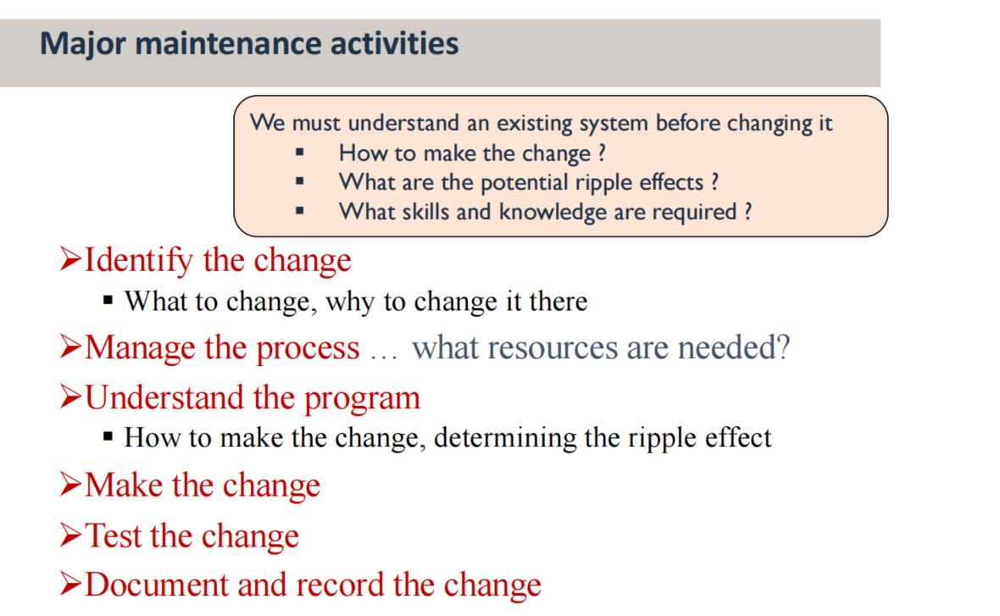 Major maintenance activities
We must understand an existing system before changing it
▪ How to make the change ?
▪ What are the potential ripple effects ?
▪ What skills and knowledge are required ?
➢Identify the change
▪ What to change, why to change it there
➢Manage the process … what resources are needed?
➢Understand the program
▪ How to make the change, determining the ripple effect
➢Make the change
➢Test the change
➢Document and record the change